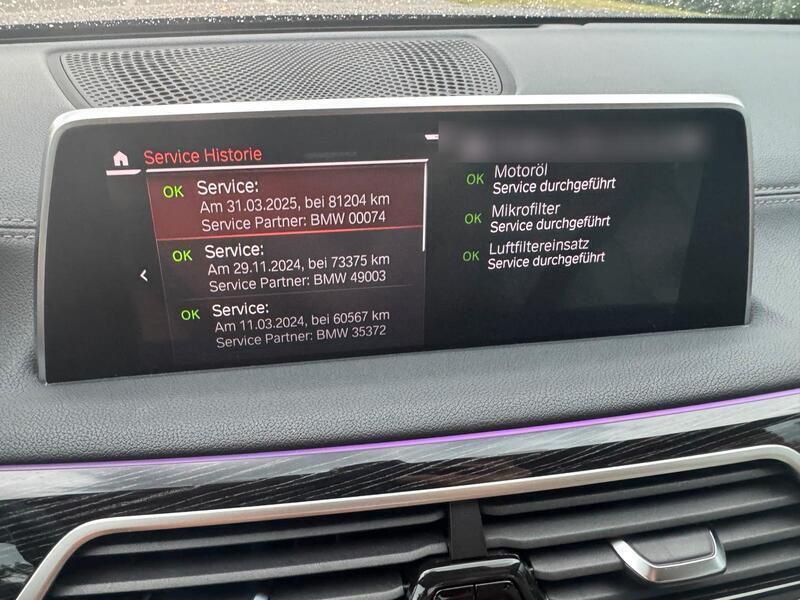 Service Historie
OK Service:
Am 31.03.2025, bei 81204 km
Service Partner: BMW 00074
OK Service:
Am 29.11.2024, bei 73375 km
Service Partner: BMW 49003
OK Service:
Am 11.03.2024, bei 60567 km
Service Partner: BMW 35372
OK Motoröl
Service durchgeführt
OK Mikrofilter
Service durchgeführt
OK Luftfiltereinsatz
Service durchgeführt